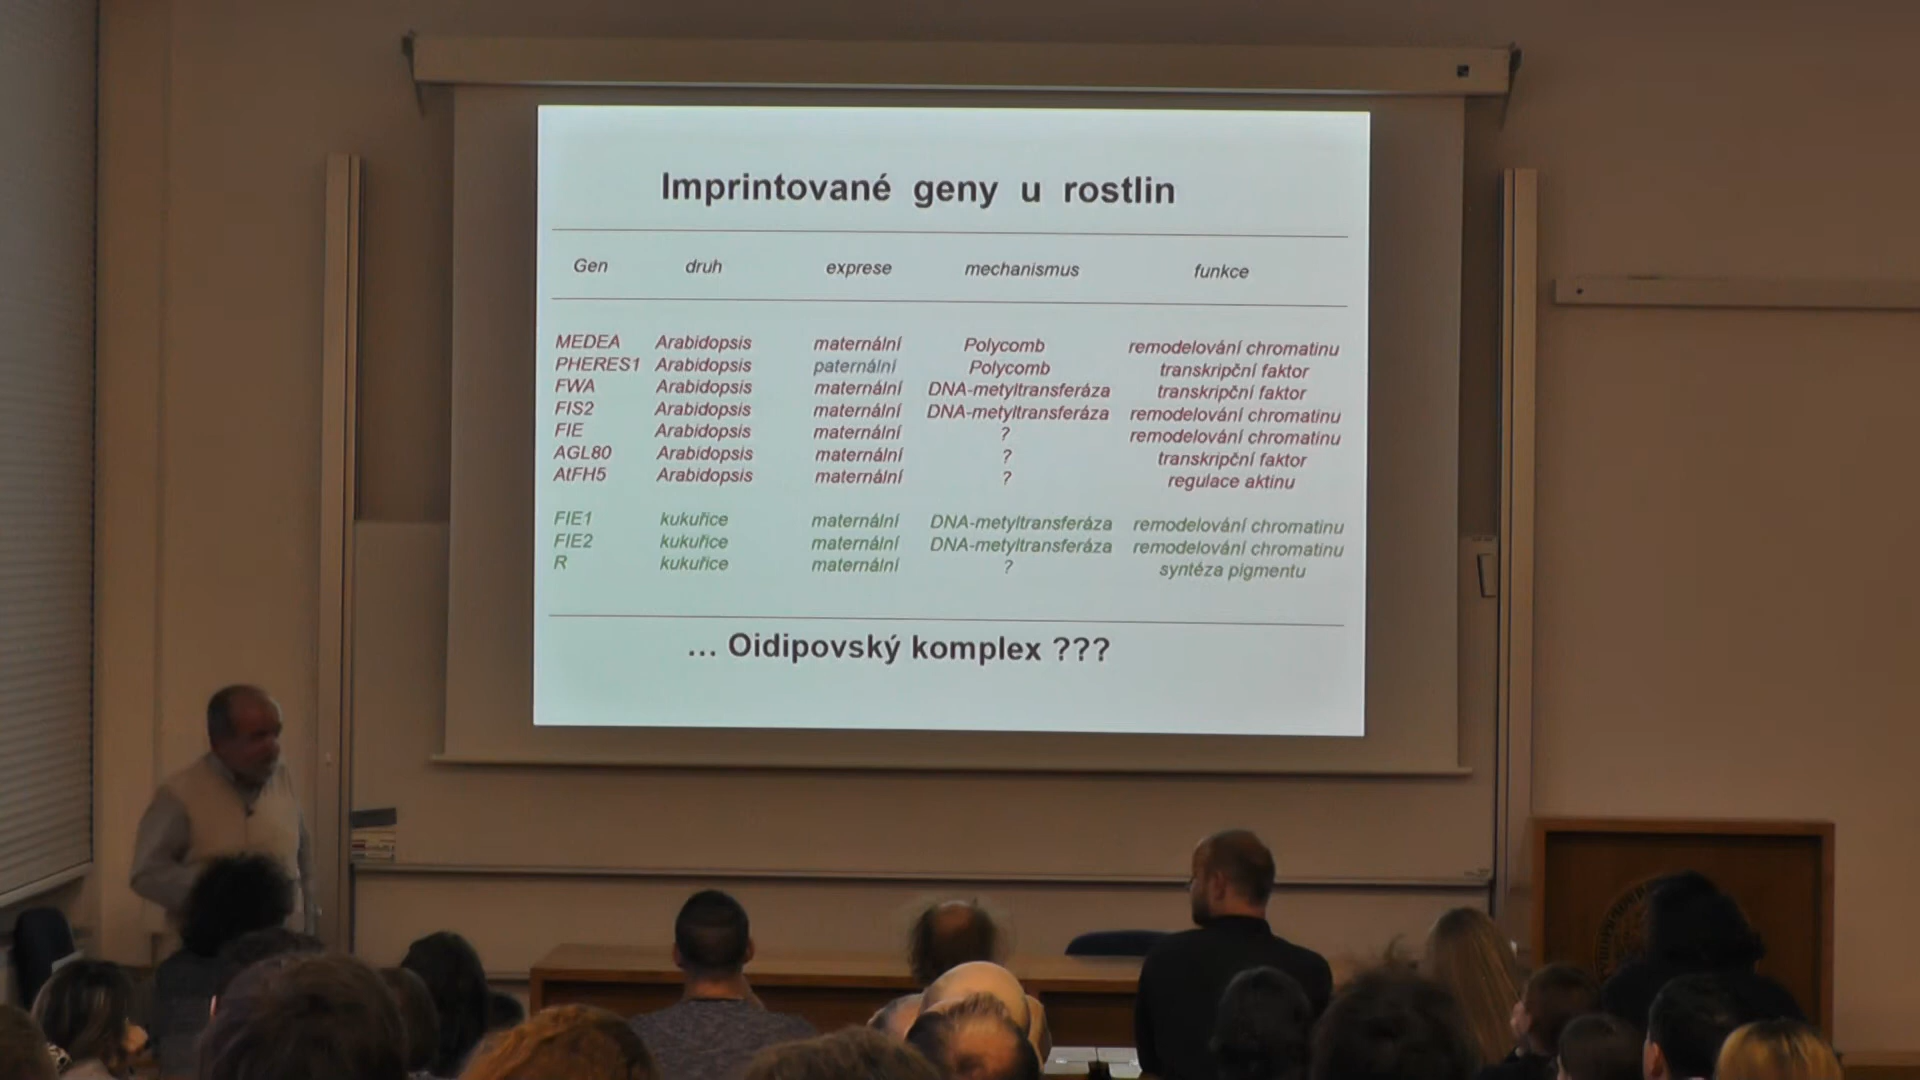 Imprintované geny u rostlin
Gen druh exprese mechanismus funkce
MEDEA Arabidopsis maternální Polycomb remodelování chromatinu
PHERES1 Arabidopsis paternální Polycomb transkripční faktor
FWA Arabidopsis maternální DNA-metyltransferáza transkripční faktor
FIS2 Arabidopsis maternální DNA-metyltransferáza remodelování chromatinu
FIE Arabidopsis maternální ? remodelování chromatinu
AGL80 Arabidopsis maternální ? transkripční faktor
AtFH5 Arabidopsis maternální ? regulace aktinu
FIE1 kukuřice maternální DNA-metyltransferáza remodelování chromatinu
FIE2 kukuřice maternální DNA-metyltransferáza remodelování chromatinu
R kukuřice maternální ? syntéza pigmentu
... Oidipovský komplex ???